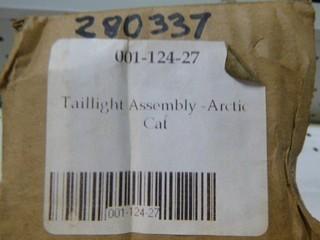 280337
001-124-27
Taillight Assembly -Arctic
Cat
001-124-27